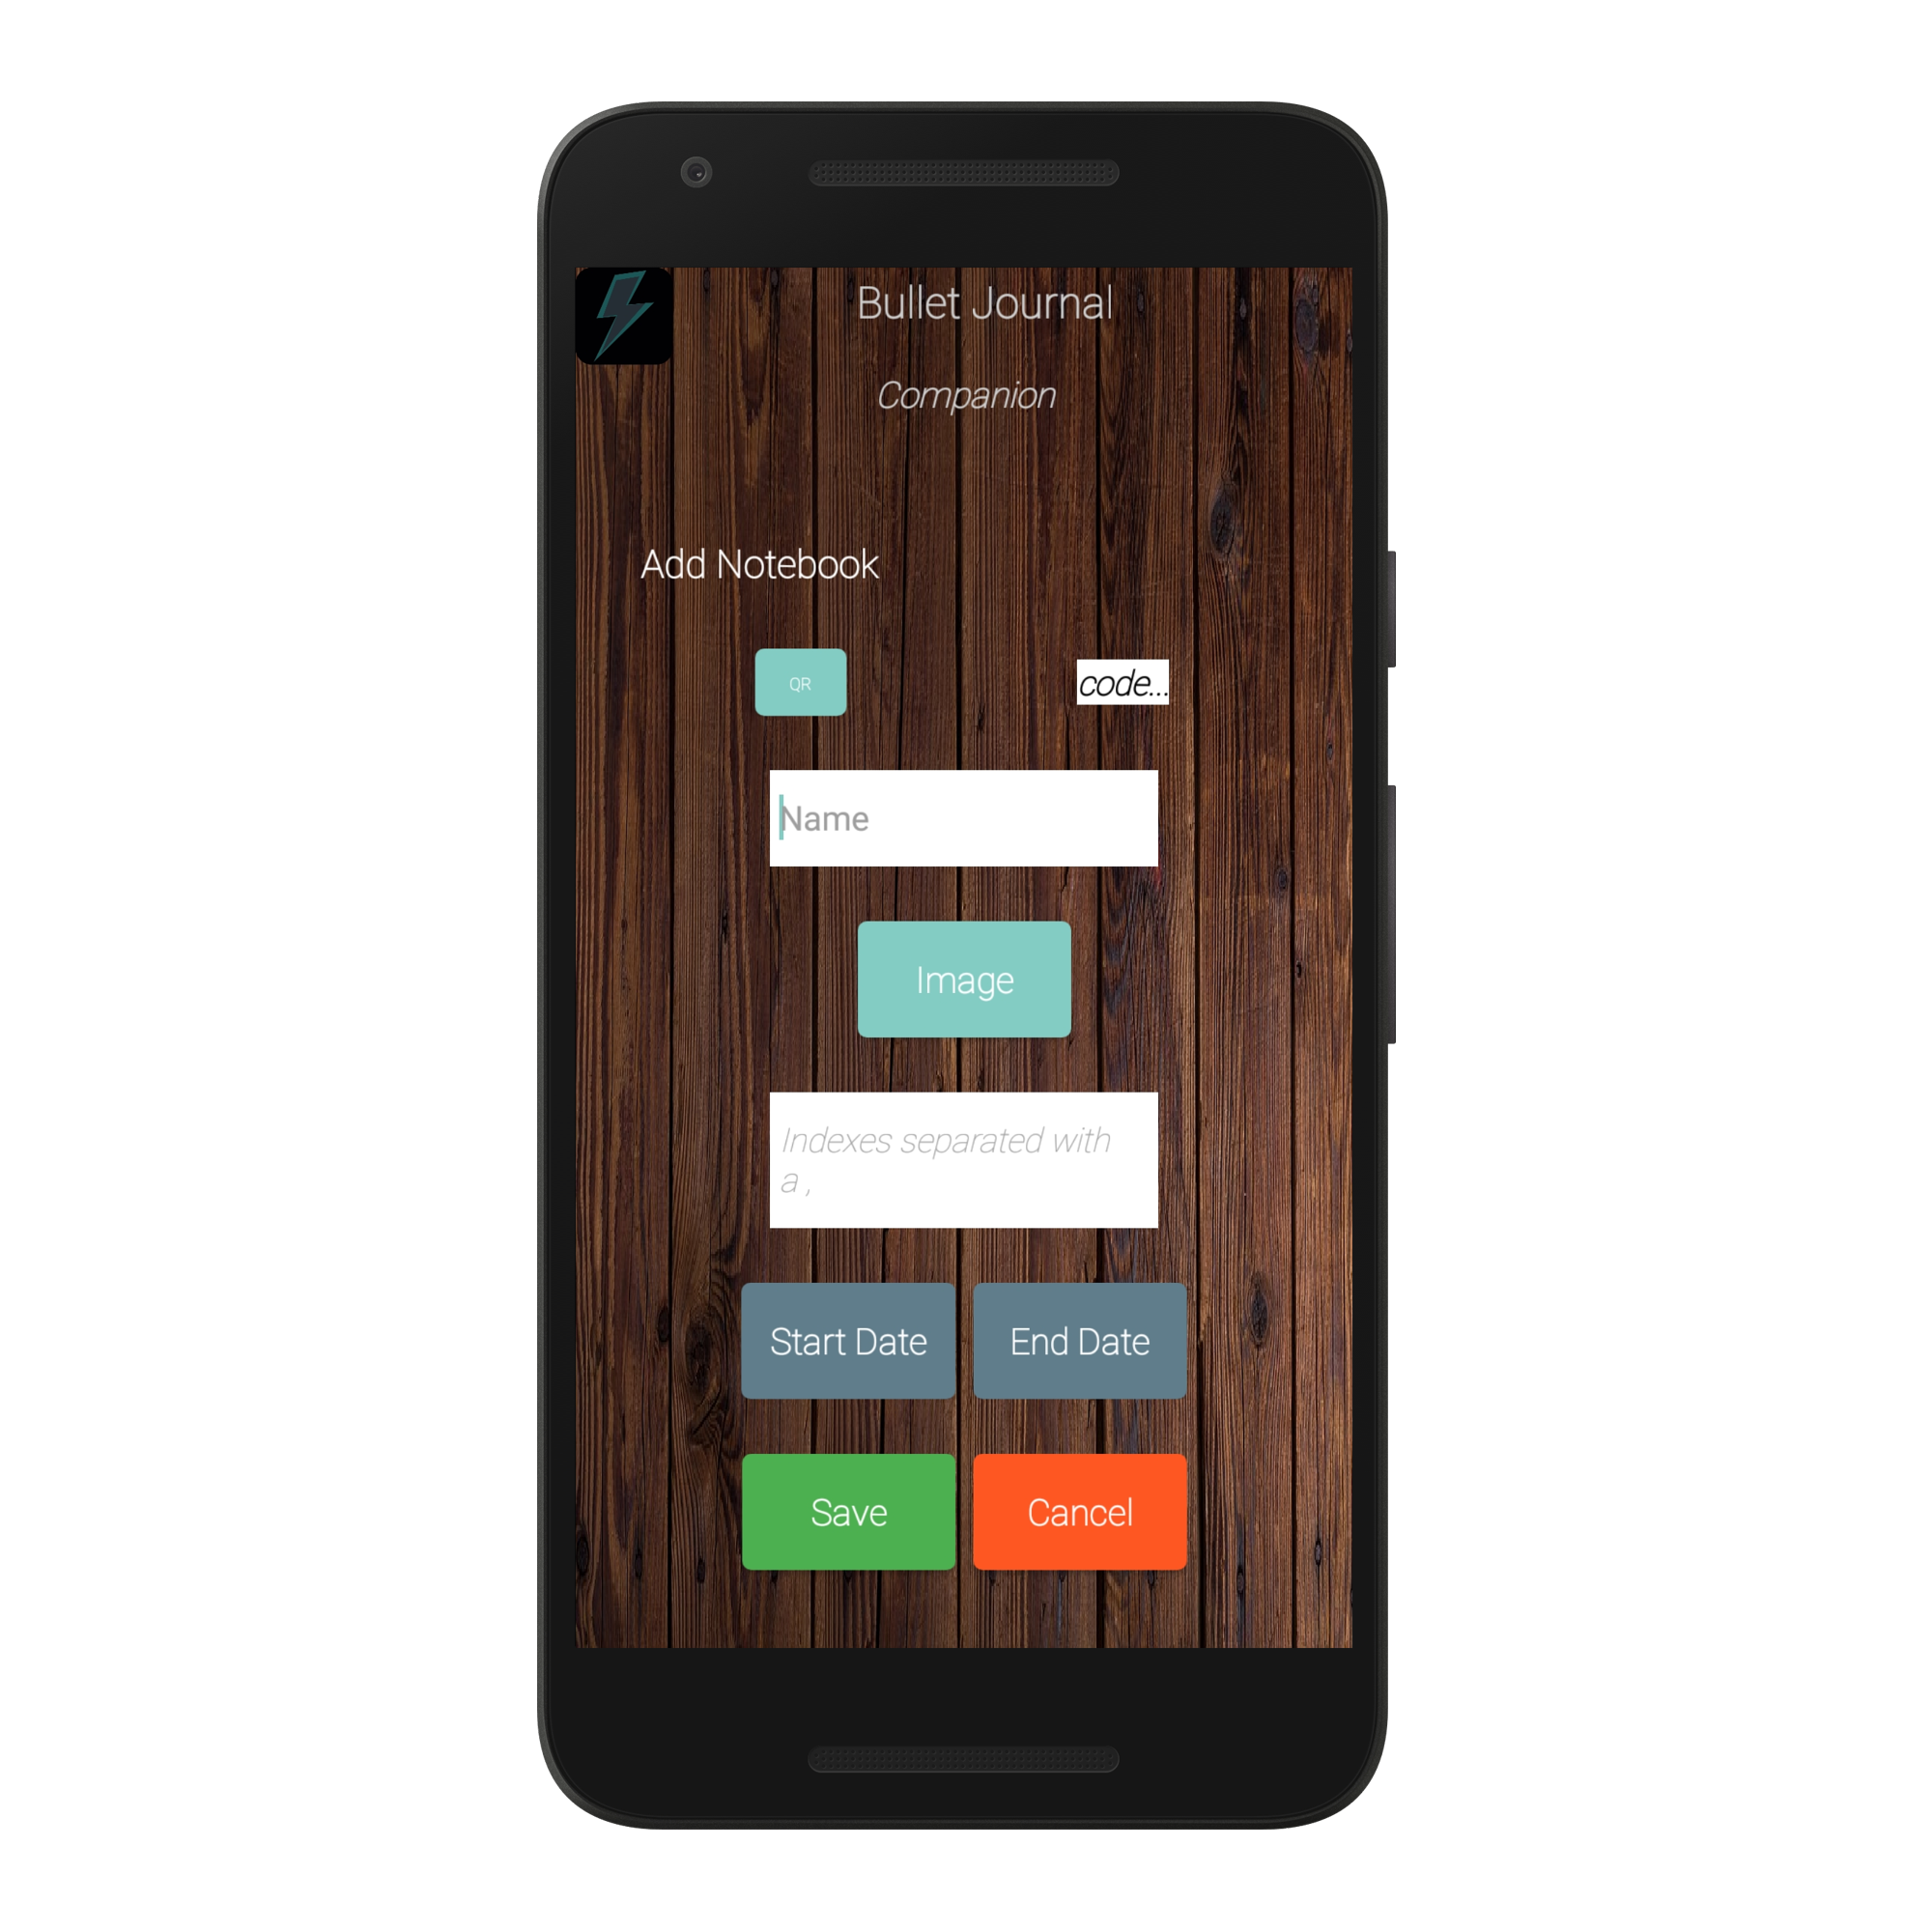 Bullet Journal
Companion
Add Notebook
QR
code...
Name
Image
Indexes separated with
a ,
Start Date
End Date
Save
Cancel